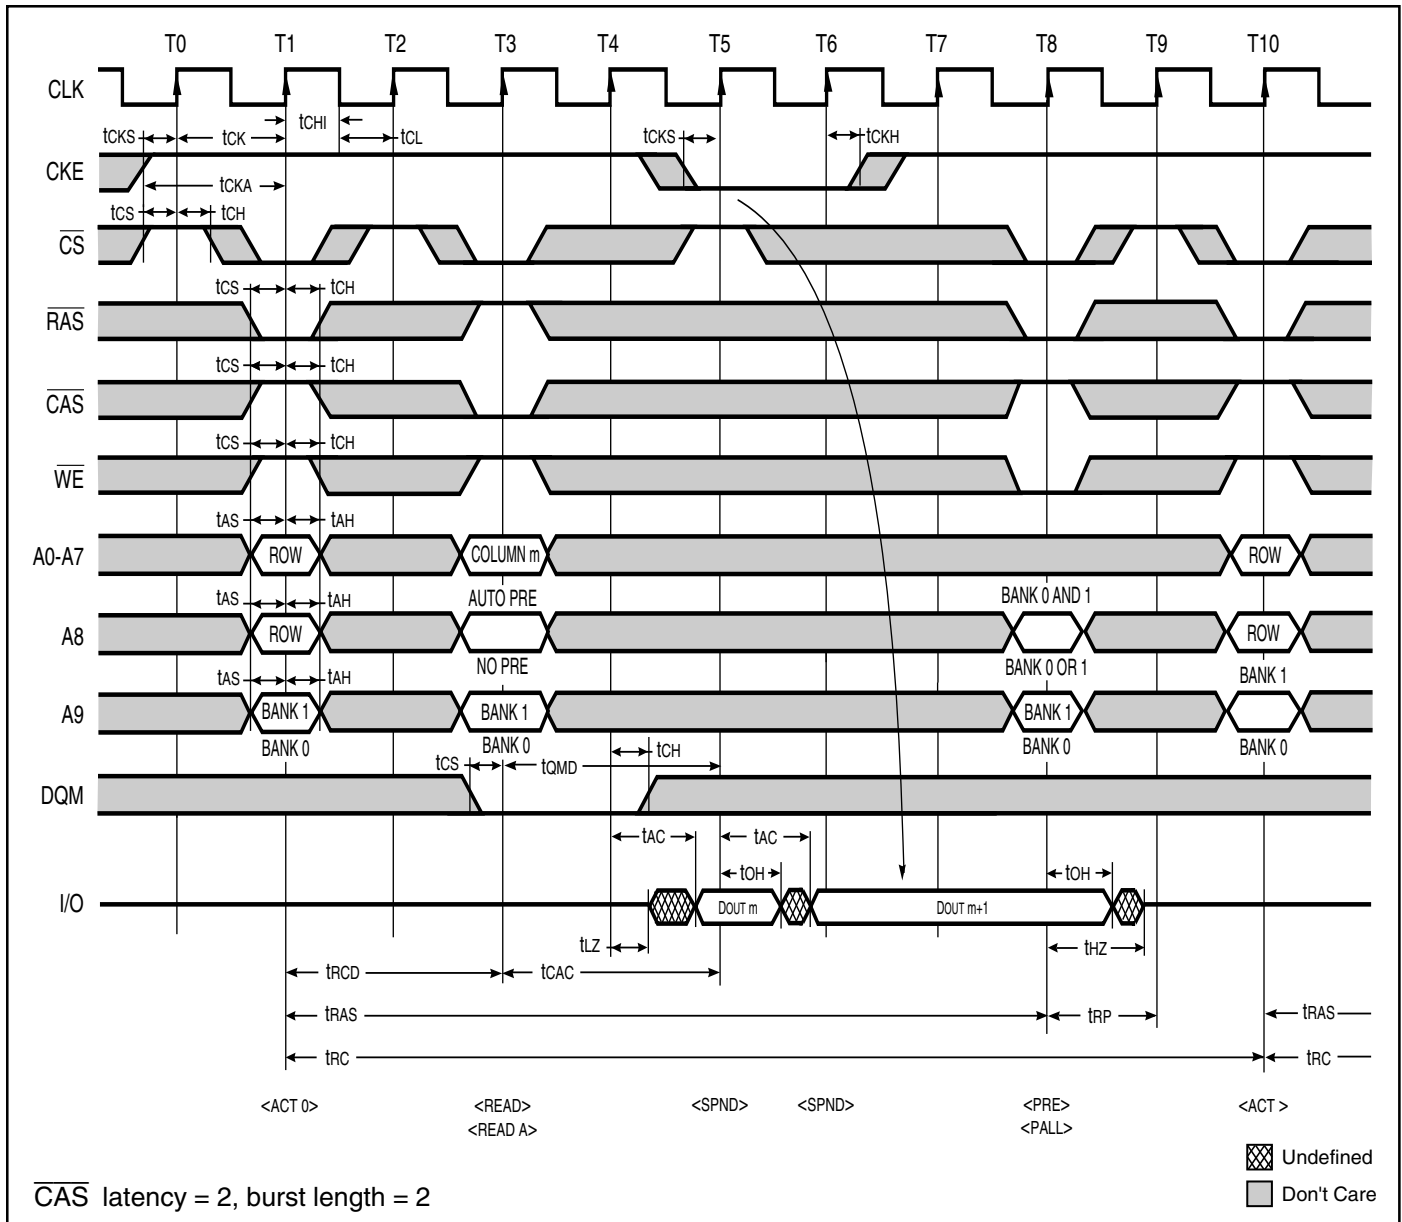 T0 T1 T2 T3 T4 T5 T6 T7 T8 T9 T10
CLK
tCHI
tCKS tCK tCL tCKS tCKH
CKE
tCKA
tCS tCH
CS
tCS tCH
RAS
tCS tCH
CAS
tCS tCH
WE
tAS tAH
A0-A7 ROW COLUMN m ROW
tAS tAH AUTO PRE BANK 0 AND 1
A8 ROW ROW
NO PRE BANK 0 OR 1 BANK 1
tAS tAH
A9 BANK 1 BANK 1 BANK 1
BANK 0 BANK 0 BANK 0 BANK 0
tCH
tCS tQMD
DQM
tAC tAC
tOH tOH
I/O DOUT m DOUT m+1
tLZ tHZ
tRCD tCAC
tRAS tRP tRAS
tRC tRC
<ACT 0> <READ> <SPND> <SPND> <PRE> <ACT >
<READ A> <PALL>
Undefined
CAS latency = 2, burst length = 2
Don't Care